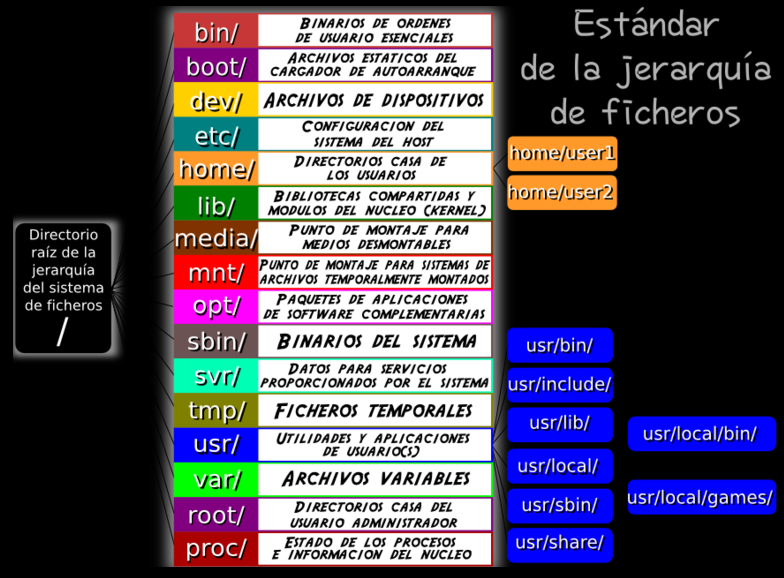 Estándar
de la jerarquía
de ficheros
Directorio
raíz de la
jerarquía
del sistema
de ficheros
/
bin/
BINARIOS DE ORDENES
DE USUARIO ESENCIALES
boot/
ARCHIVOS ESTATICOS DEL
CARGADOR DE AUTOARRANQUE
dev/
ARCHIVOS DE DISPOSITIVOS
etc/
CONFIGURACION DEL
SISTEMA DEL HOST
home/
DIRECTORIOS CASA DE
LOS USUARIOS
home/user1
home/user2
lib/
BIBLIOTECAS COMPARTIDAS Y
MODULOS DEL NUCLEO (KERNEL)
media/
PUNTO DE MONTAJE PARA
MEDIOS DESMONTABLES
mnt/
PUNTO DE MONTAJE PARA SISTEMAS DE
ARCHIVOS TEMPORALMENTE MONTADOS
opt/
PAQUETES DE APLICACIONES
DE SOFTWARE COMPLEMENTARIAS
sbin/
BINARIOS DEL SISTEMA
svr/
DATOS PARA SERVICIOS
PROPORCIONADOS POR EL SISTEMA
tmp/
FICHEROS TEMPORALES
usr/
UTILIDADES Y APLICACIONES
DE USUARIO(S)
usr/bin/
usr/include/
usr/lib/
usr/local/
usr/local/bin/
usr/local/games/
usr/sbin/
usr/share/
var/
ARCHIVOS VARIABLES
root/
DIRECTORIOS CASA DEL
USUARIO ADMINISTRADOR
proc/
ESTADO DE LOS PROCESOS
E INFORMACION DEL NUCLEO